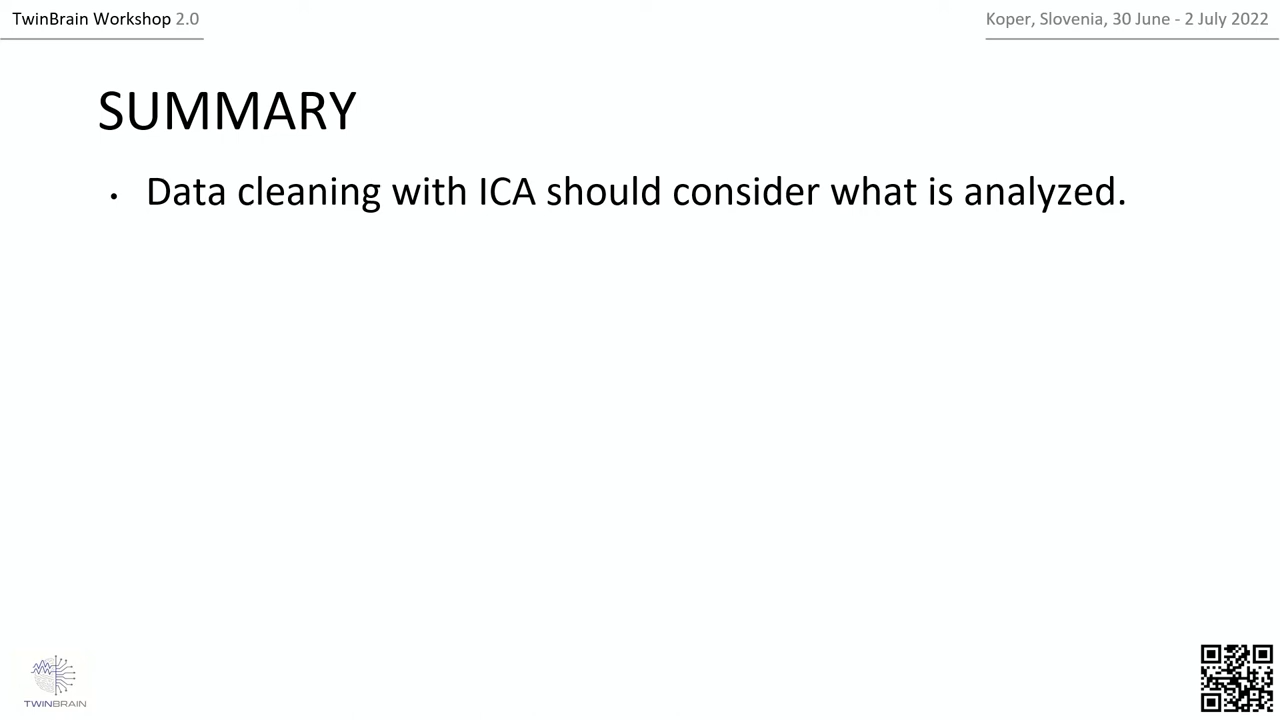 TwinBrain Workshop 2.0
Koper, Slovenia, 30 June - 2 July 2022
SUMMARY
• Data cleaning with ICA should consider what is analyzed.
TWINBRAIN